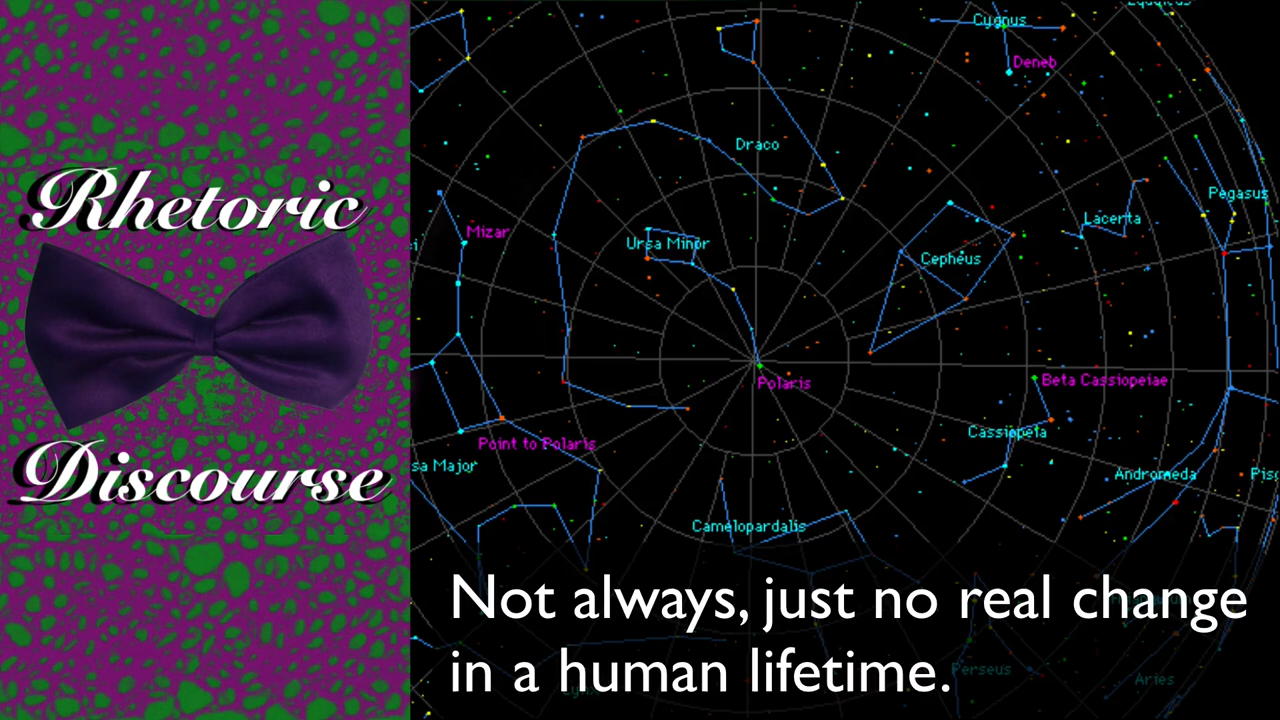 Rhetoric
Discourse
Cygnus
Deneb
Draco
Pegasus
Lacerta
Mizar
Ursa Minor
Cepheus
Polaris
Beta Cassiopeiae
Cassiopeia
Point to Polaris
sa Major
Andromeda
Pisc
Camelopardalis
Not always, just no real change
in a human lifetime.
Perseus
Aries